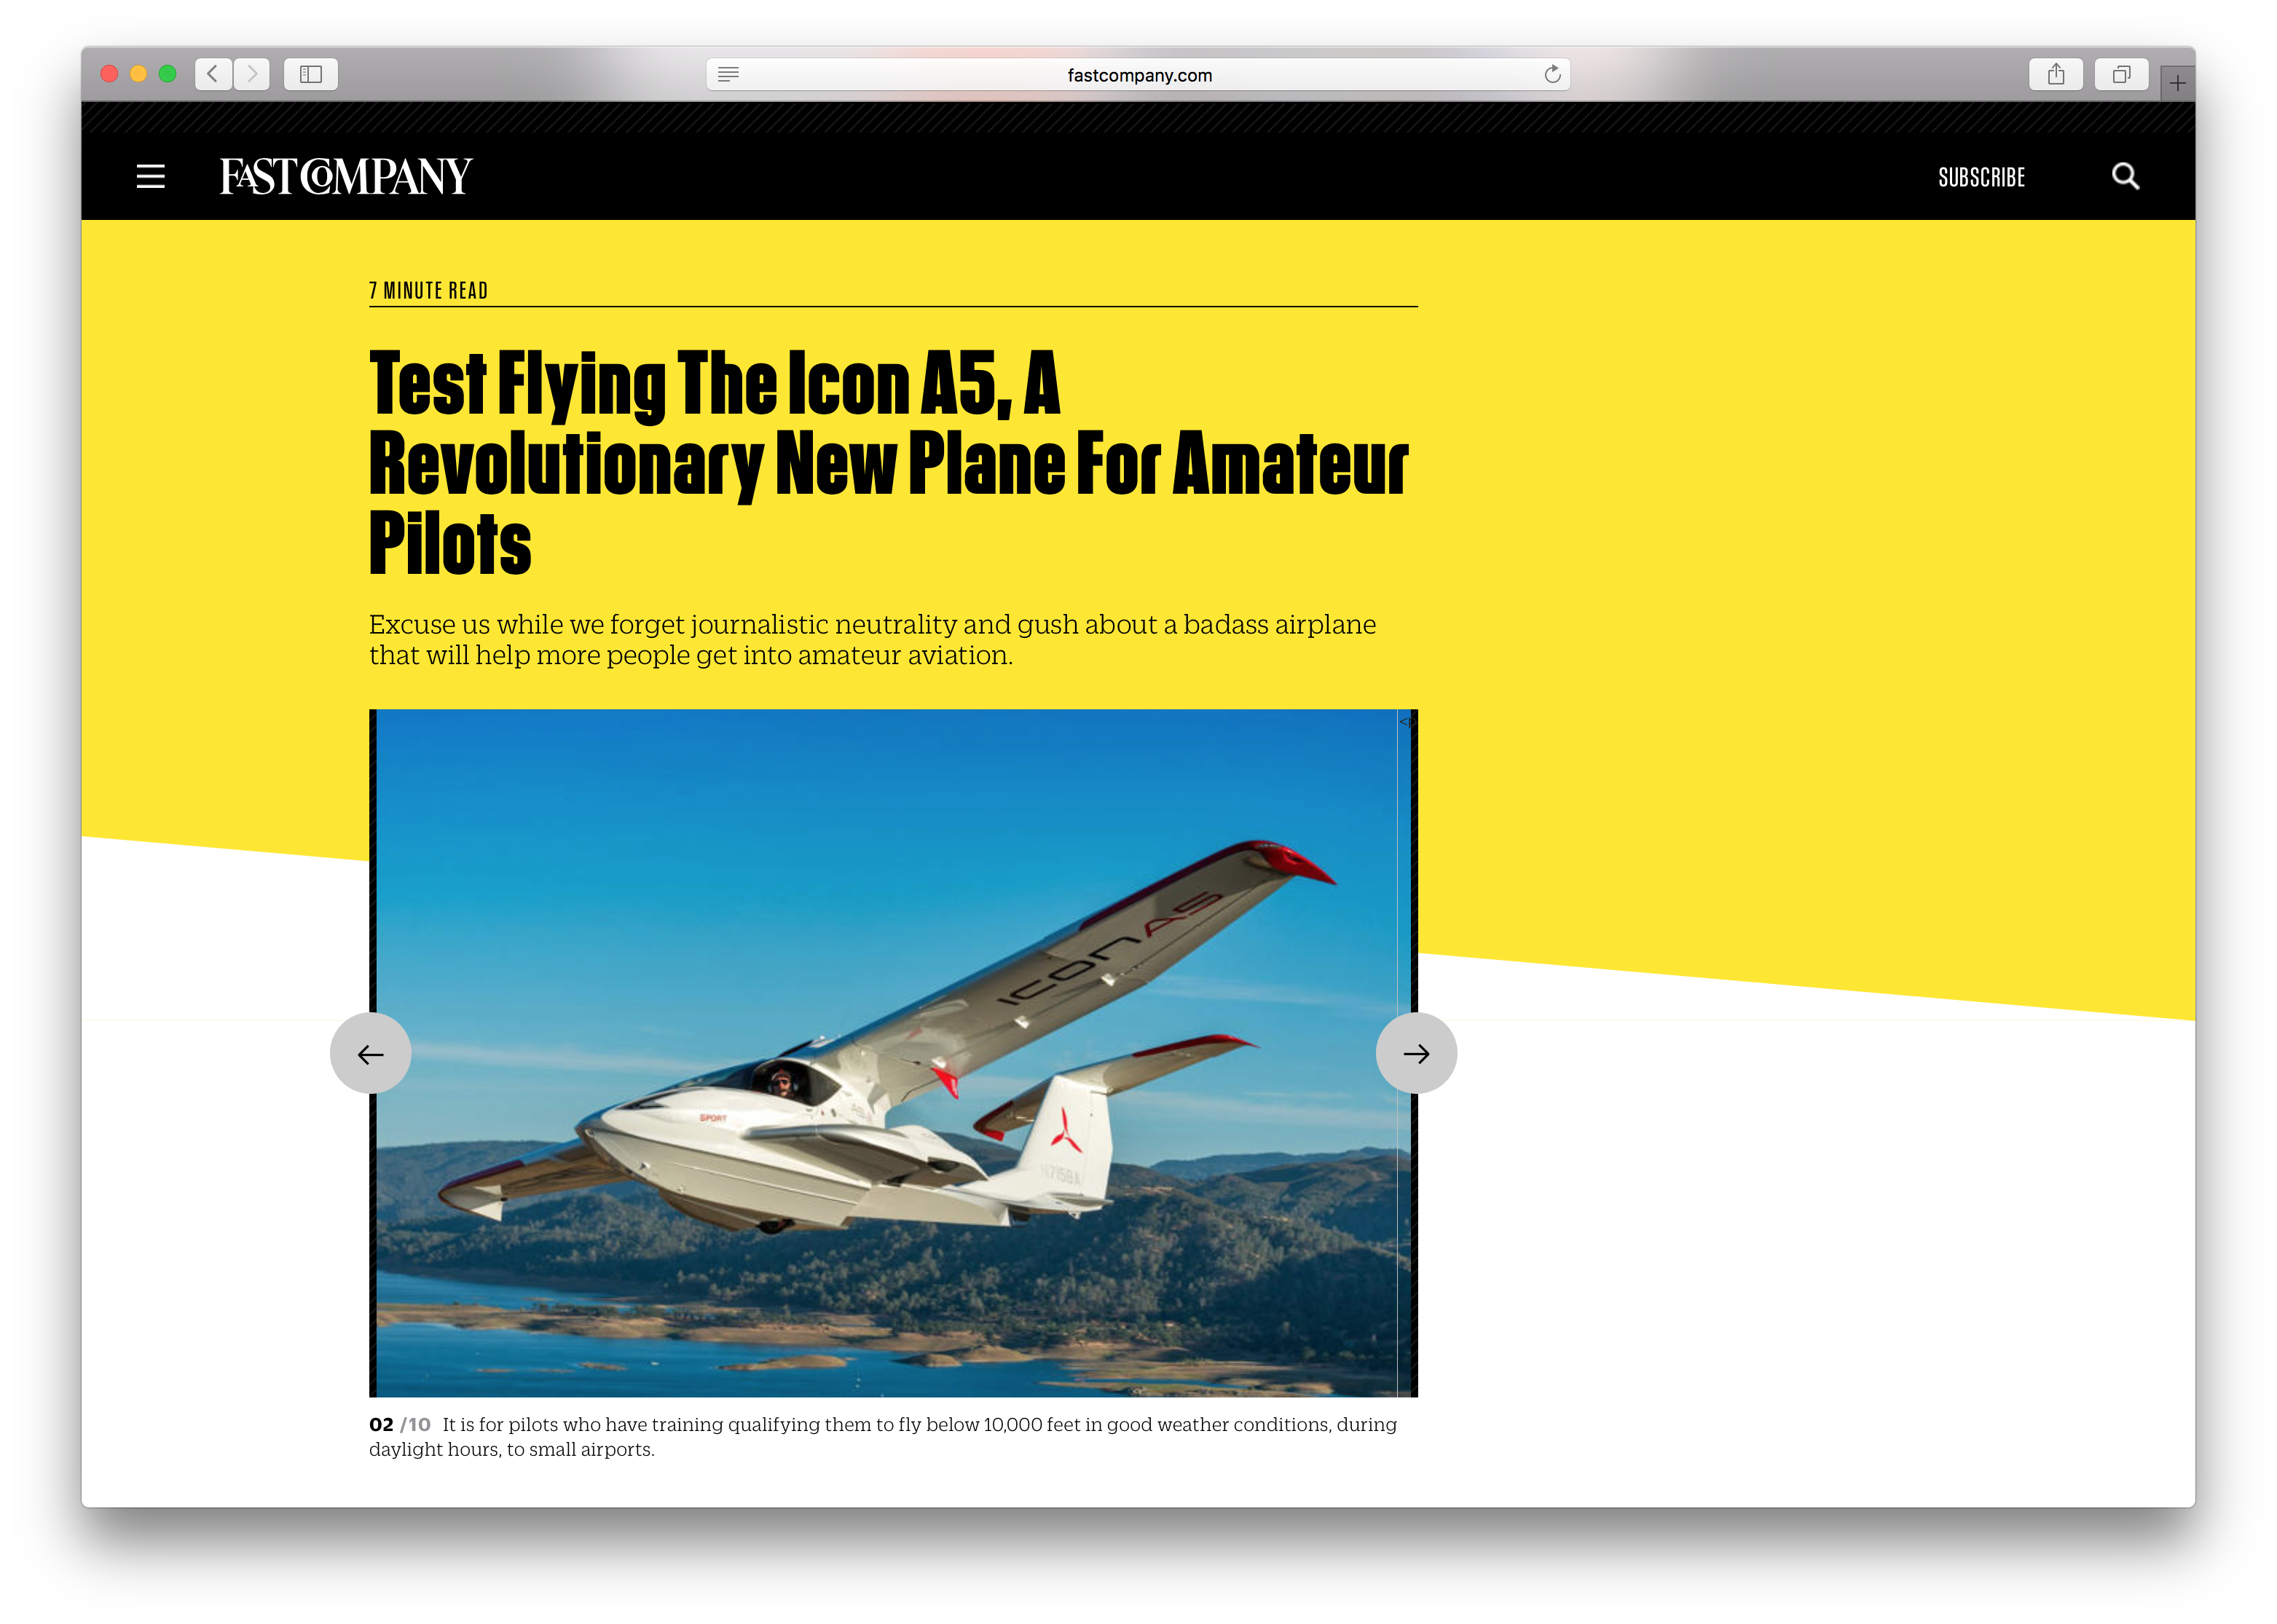 fastcompany.com
FAST COMPANY
SUBSCRIBE
7 MINUTE READ
Test Flying The Icon A5, A
Revolutionary New Plane For Amateur
Pilots
Excuse us while we forget journalistic neutrality and gush about a badass airplane
that will help more people get into amateur aviation.
<p
ICON A5
SPORT
N715BA
02 /10 It is for pilots who have training qualifying them to fly below 10,000 feet in good weather conditions, during
daylight hours, to small airports.